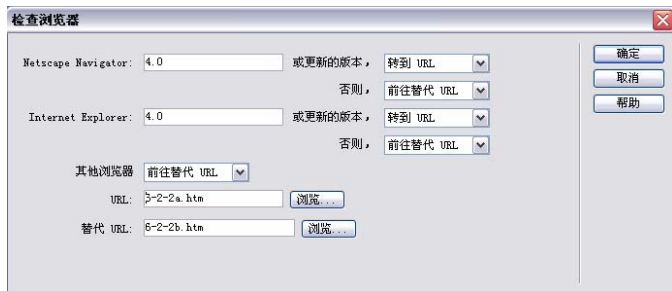 检查浏览器
Netscape Navigator: 4.0 或更新的版本， 转到 URL 确定
否则， 前往替代 URL 取消
Internet Explorer: 4.0 或更新的版本， 转到 URL 帮助
否则， 前往替代 URL
其他浏览器 前往替代 URL
URL: -2-2a.htm 浏览...
替代 URL: 6-2-2b.htm 浏览...